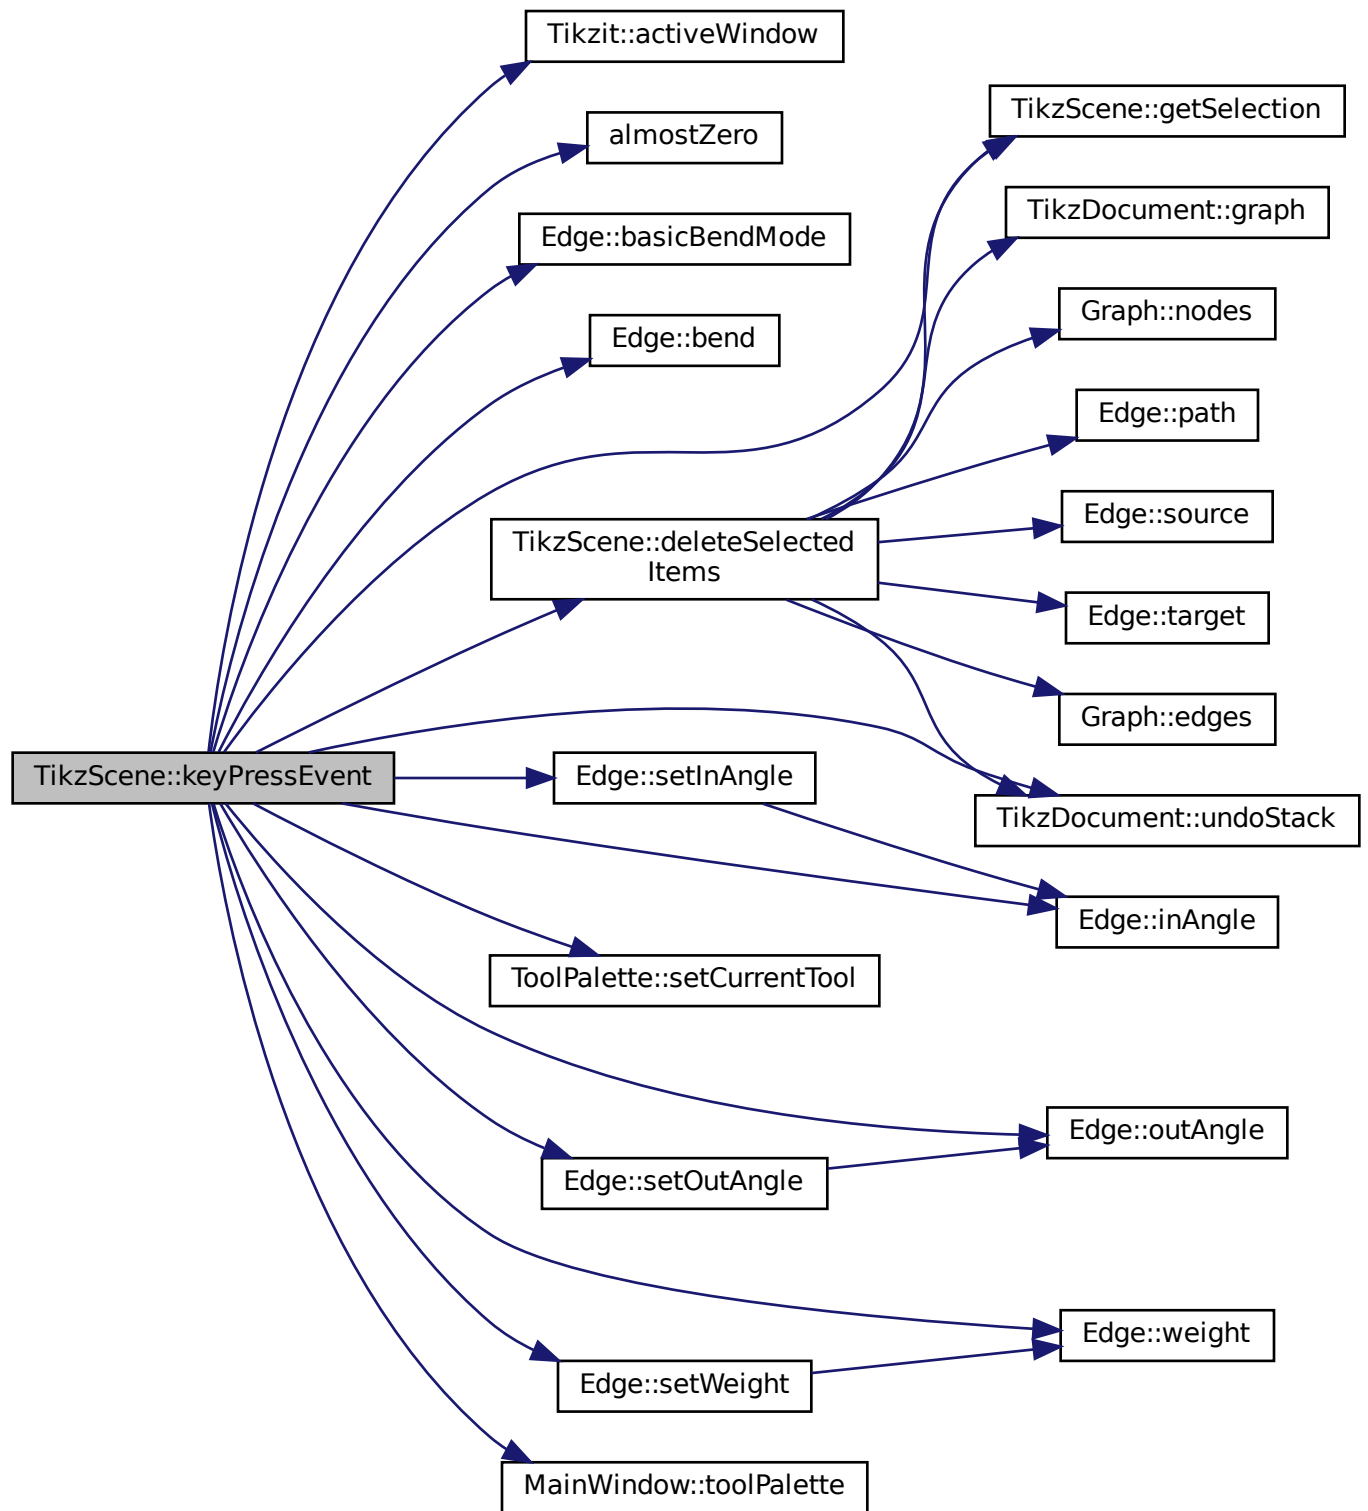 Tikzit::activeWindow
TikzScene::getSelection
almostZero
TikzDocument::graph
Edge::basicBendMode
Graph::nodes
Edge::bend
Edge::path
Edge::source
TikzScene::deleteSelected
Items
Edge::target
Graph::edges
TikzScene::keyPressEvent
Edge::setInAngle
TikzDocument::undoStack
Edge::inAngle
ToolPalette::setCurrentTool
Edge::outAngle
Edge::setOutAngle
Edge::weight
Edge::setWeight
MainWindow::toolPalette